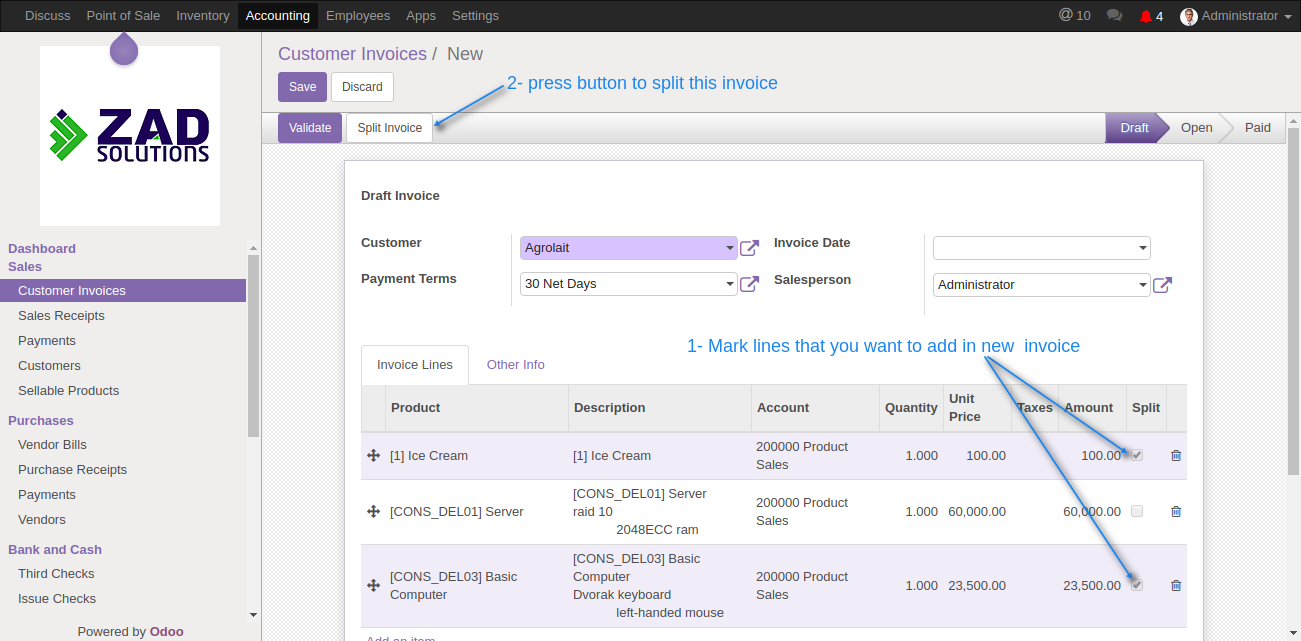 Discuss Point of Sale Inventory Accounting Employees Apps Settings @ 10 4 Administrator
ZAD
SOLUTIONS
Dashboard
Sales
Customer Invoices
Sales Receipts
Payments
Customers
Sellable Products
Purchases
Vendor Bills
Purchase Receipts
Payments
Vendors
Bank and Cash
Third Checks
Issue Checks
Powered by Odoo
Customer Invoices / New
Save Discard
2- press button to split this invoice
Validate Split Invoice Draft Open Paid
Draft Invoice
Customer Agrolait Invoice Date
Payment Terms 30 Net Days Salesperson Administrator
1- Mark lines that you want to add in new invoice
Invoice Lines Other Info
Product Description Account Quantity Unit Price Taxes Amount Split
[1] Ice Cream [1] Ice Cream 200000 Product Sales 1.000 100.00 100.00
[CONS_DEL01] Server [CONS_DEL01] Server raid 10 2048ECC ram 200000 Product Sales 1.000 60,000.00 60,000.00
[CONS_DEL03] Basic Computer [CONS_DEL03] Basic Computer Dvorak keyboard left-handed mouse 200000 Product Sales 1.000 23,500.00 23,500.00
Add an item